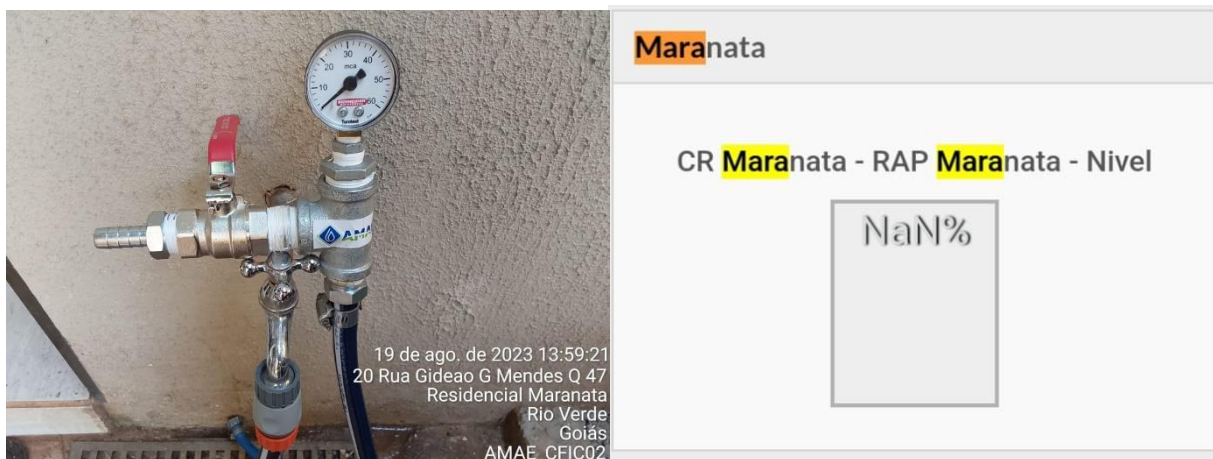 30
20
mca
40
10
50
60
AMA
19 de ago. de 2023 13:59:21
20 Rua Gideao G Mendes Q 47
Residencial Maranata
Rio Verde
Goiás
AMAE_CFIC02
Maranata
CR Maranata - RAP Maranata - Nivel
NaN%